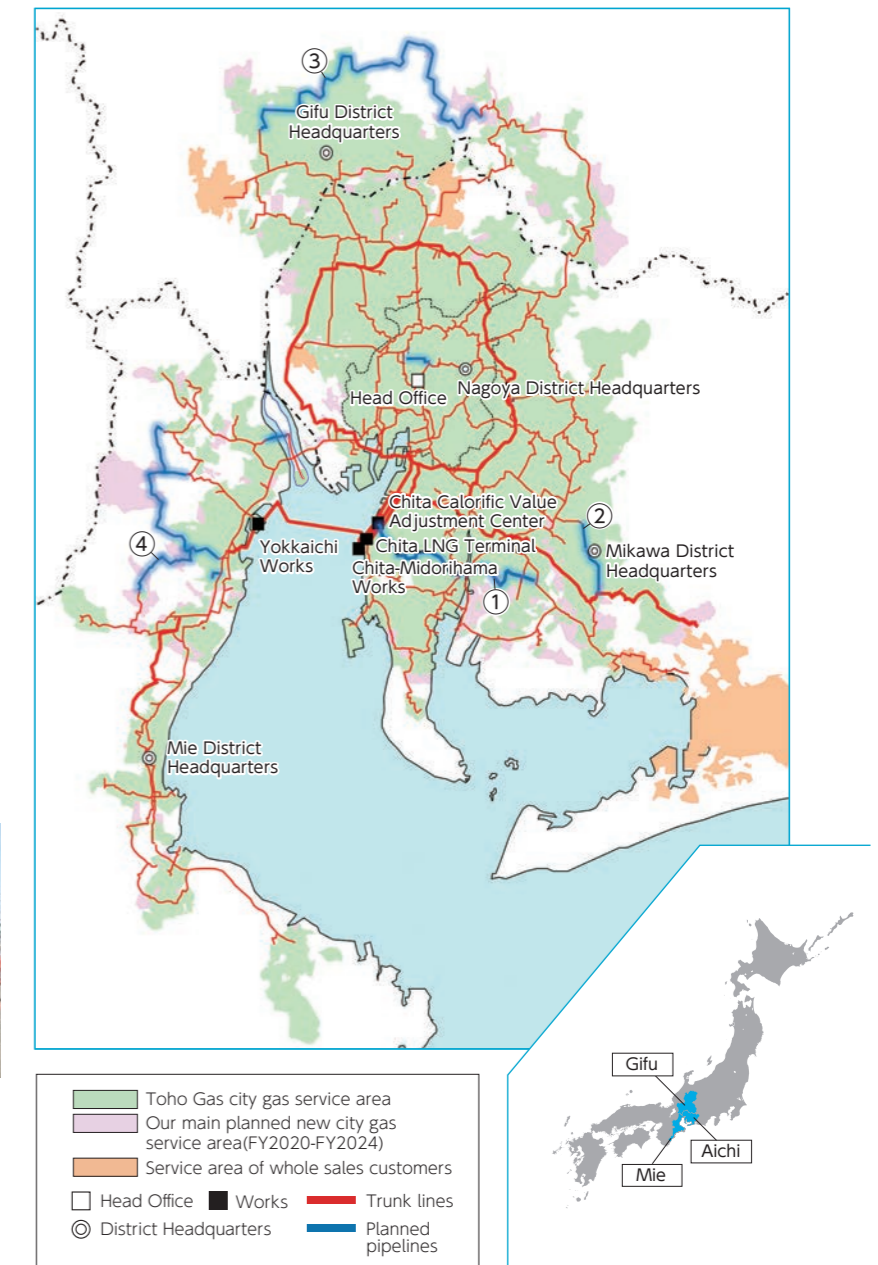 ③
Gifu District
Headquarters
Nagoya District Headquarters
Head Office
Chita Calorific Value
Adjustment Center
②
④
Yokkaichi
Works
Chita LNG Terminal
Mikawa District
Headquarters
Chita-Midorihama
Works
①
Mie District
Headquarters
Gifu
Aichi
Mie
Toho Gas city gas service area
Our main planned new city gas
service area(FY2020-FY2024)
Service area of whole sales customers
Head Office
Works
Trunk lines
District Headquarters
Planned
pipelines